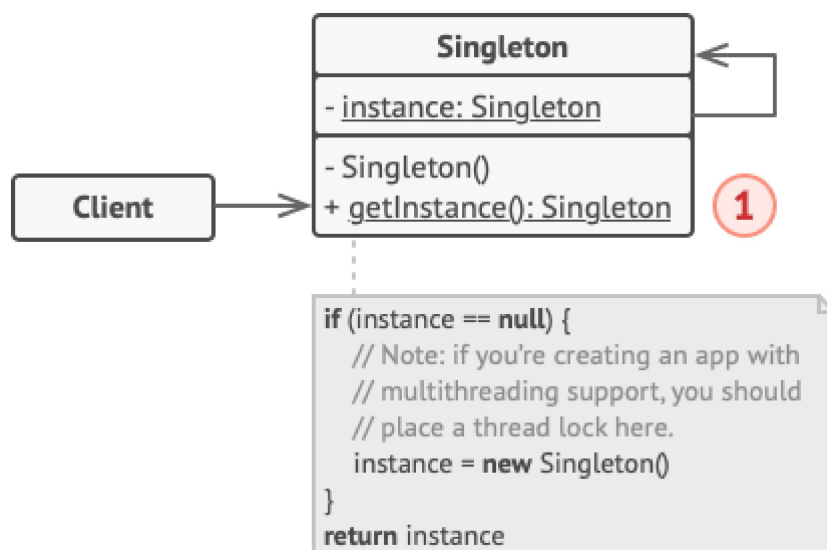 Singleton
- instance: Singleton
- Singleton()
+ getInstance(): Singleton
Client
1
if (instance == null) {
// Note: if you're creating an app with
// multithreading support, you should
// place a thread lock here.
instance = new Singleton()
}
return instance